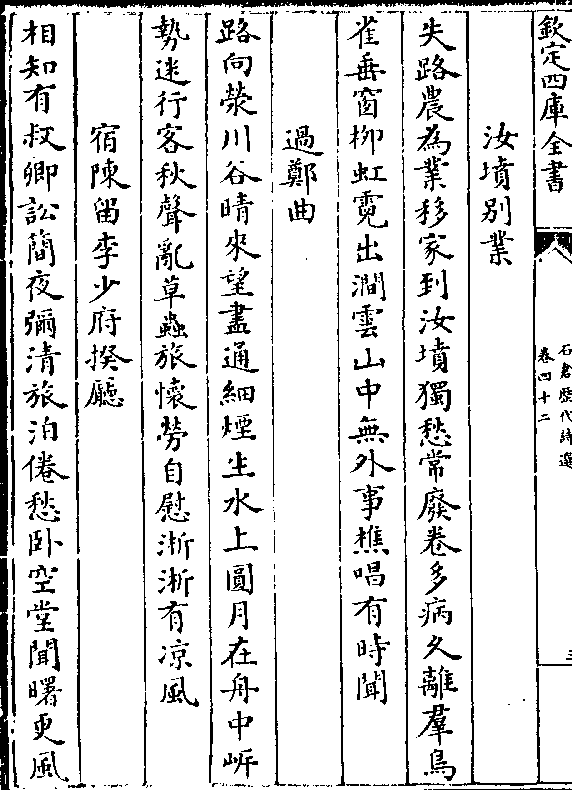 欽定四庫全書
石倉歷代詩選
卷四十二
三
汝墳別業
失路農為業移家到汝墳獨愁常廢卷多病久離羣鳥
雀垂窗柳虹霓出澗雲山中無外事樵唱有時聞
過鄭曲
路向滎川谷晴來望盡通細煙生水上圓月在舟中岍
勢迷行客秋聲亂草蟲旅懷勞自慰淅淅有凉風
宿陳留李少府揆廳
相知有叔卿訟簡夜彌清旅泊倦愁卧空堂聞曙更風